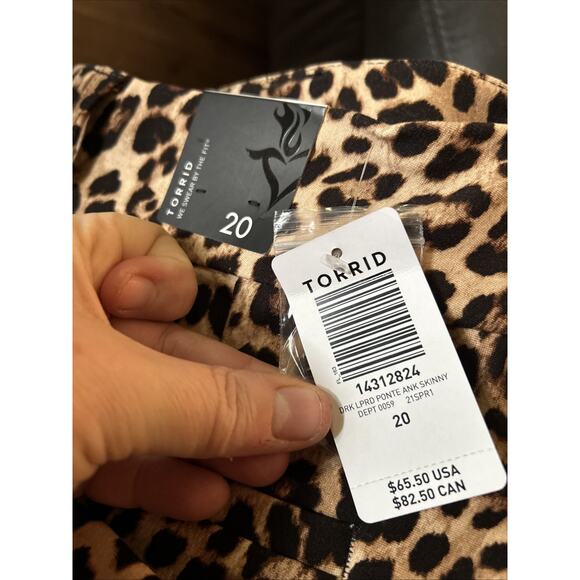 TORRID
WE SWEAR BY THE FIT®
20
TORRID
14312824
DRK LPRD PONTE ANK SKINNY
DEPT 0059 21SPR1
20
$65.50 USA
$82.50 CAN